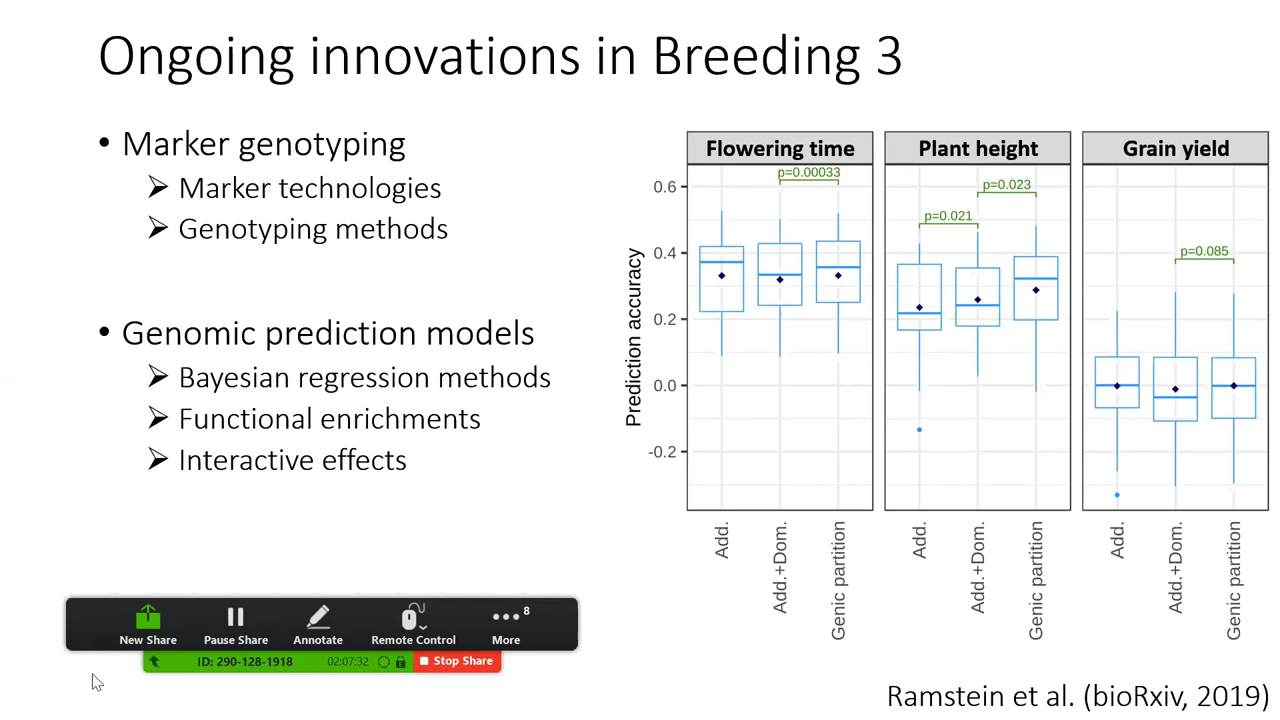 Ongoing innovations in Breeding 3
• Marker genotyping
➢ Marker technologies
➢ Genotyping methods
• Genomic prediction models
➢ Bayesian regression methods
➢ Functional enrichments
➢ Interactive effects
Flowering time
Plant height
Grain yield
p=0.00033
p=0.021
p=0.023
p=0.085
Prediction accuracy
0.6
0.4
0.2
0.0
-0.2
Add.
Add.+Dom.
Genic partition
Add.
Add.+Dom.
Genic partition
Add.
Add.+Dom.
Genic partition
New Share
Pause Share
Annotate
Remote Control
8
More
ID: 290-128-1918
02:07:32
Stop Share
Ramstein et al. (bioRxiv, 2019)